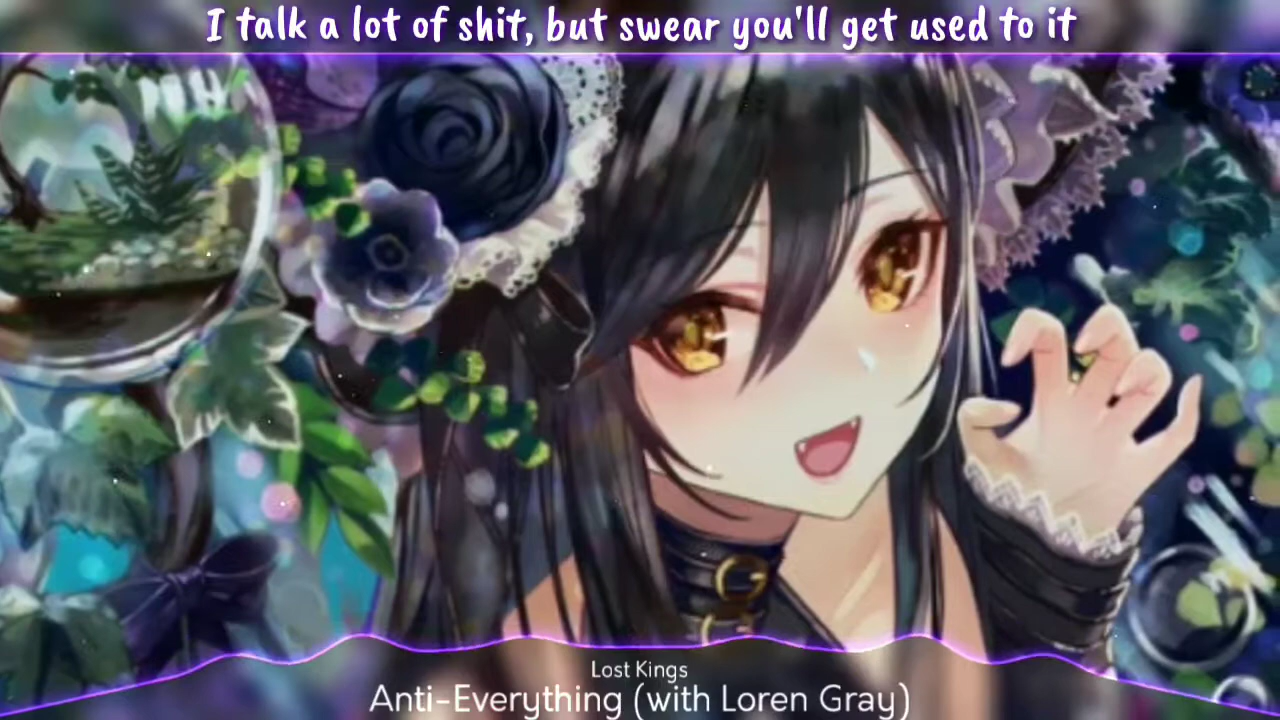 I talk a lot of shit, but swear you'll get used to it
Lost Kings
Anti-Everything (with Loren Gray)